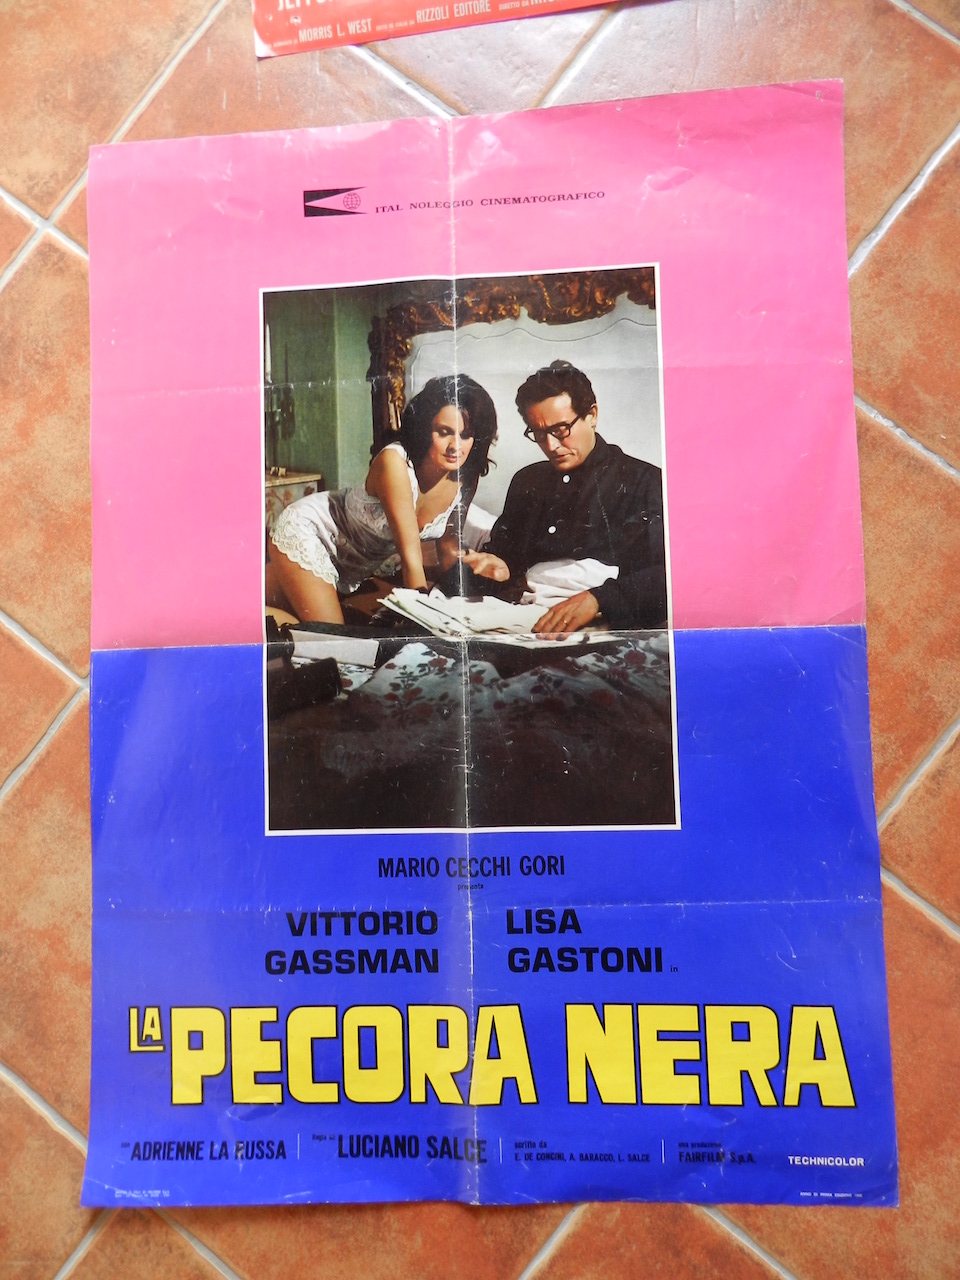 MORRIS L. WEST
RIZZOLI EDITORE
ITAL NOLEGGIO CINEMATOGRAFICO
MARIO CECCHI GORI
presenta
VITTORIO GASSMAN
LISA GASTONI in
LA PECORA NERA
con ADRIENNE LA RUSSA
Regia di LUCIANO SALCE
scritto da
E. DE CONCINI, A. BARACCO, L. SALCE
una produzione
FAIRFILM S.p.A.
TECHNICOLOR